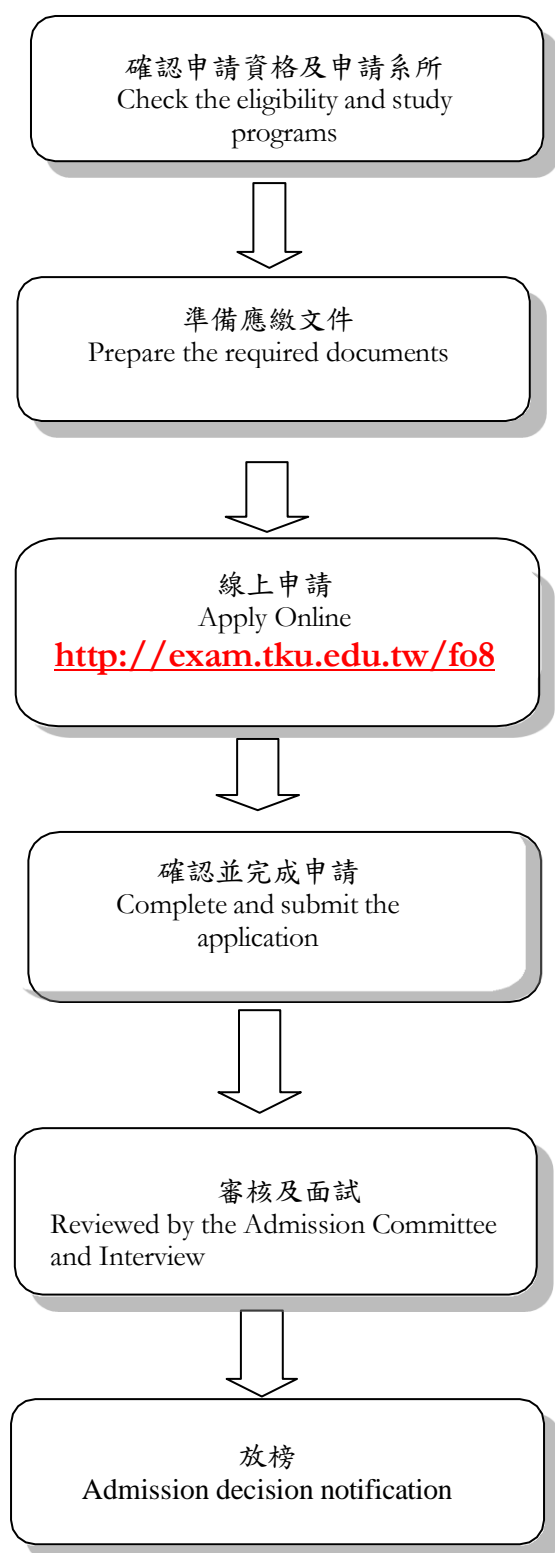 確認申請資格及申請系所
Check the eligibility and study
programs
準備應繳文件
Prepare the required documents
線上申請
Apply Online
http://exam.tku.edu.tw/fo8
確認並完成申請
Complete and submit the
application
審核及面試
Reviewed by the Admission Committee
and Interview
放榜
Admission decision notification